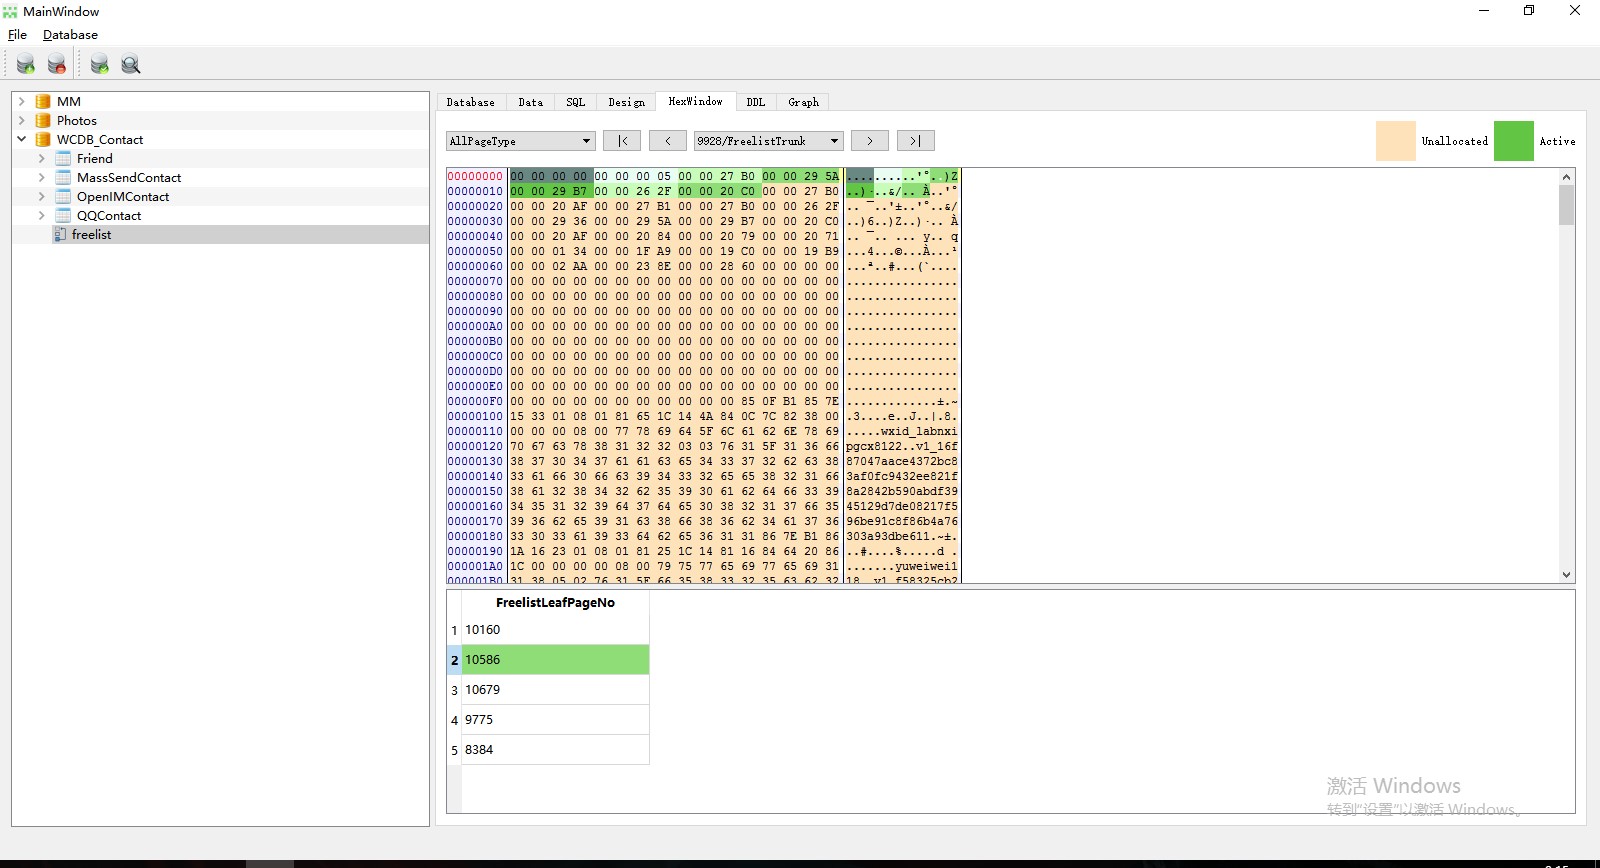 MainWindow
File Database
MM
Photos
WCDB_Contact
Friend
MassSendContact
OpenIMContact
QQContact
freelist
Database Data SQL Design HexWindow DDL Graph
AllPageType |< < 9928/FreelistTrunk > >| Unallocated Active
00000000 00 00 00 00 00 00 00 05 00 00 27 B0 00 00 29 5A ..........'°..)Z
00000010 00 00 29 B7 00 00 26 2F 00 00 20 C0 00 00 27 B0 ..)·..&/.. À..'°
00000020 00 00 20 AF 00 00 27 B1 00 00 27 B0 00 00 26 2F .. ¯..'±..'°..&/
00000030 00 00 29 36 00 00 29 5A 00 00 29 B7 00 00 20 C0 ..)6..)Z..)·.. À
00000040 00 00 20 AF 00 00 20 84 00 00 20 79 00 00 20 71 .. ¯.. ... y.. q
00000050 00 00 01 34 00 00 1F A9 00 00 19 C0 00 00 19 B9 ...4...©...À...¹
00000060 00 00 02 AA 00 00 23 8E 00 00 28 60 00 00 00 00 ...ª..#...(`....
00000070 00 00 00 00 00 00 00 00 00 00 00 00 00 00 00 00 ................
00000080 00 00 00 00 00 00 00 00 00 00 00 00 00 00 00 00 ................
00000090 00 00 00 00 00 00 00 00 00 00 00 00 00 00 00 00 ................
000000A0 00 00 00 00 00 00 00 00 00 00 00 00 00 00 00 00 ................
000000B0 00 00 00 00 00 00 00 00 00 00 00 00 00 00 00 00 ................
000000C0 00 00 00 00 00 00 00 00 00 00 00 00 00 00 00 00 ................
000000D0 00 00 00 00 00 00 00 00 00 00 00 00 00 00 00 00 ................
000000E0 00 00 00 00 00 00 00 00 00 00 00 00 00 00 00 00 ................
000000F0 00 00 00 00 00 00 00 00 00 00 00 85 0F B1 85 7E .............±.~
00000100 15 33 01 08 01 81 65 1C 14 4A 84 0C 7C 82 38 00 .3....e..J..|.8.
00000110 00 00 00 08 00 77 78 69 64 5F 6C 61 62 6E 78 69 .....wxid_labnxi
00000120 70 67 63 78 38 31 32 32 03 03 76 31 5F 31 36 66 pgcx8122..v1_16f
00000130 38 37 30 34 37 61 61 63 65 34 33 37 32 62 63 38 87047aace4372bc8
00000140 33 61 66 30 66 63 39 34 33 32 65 65 38 32 31 66 3af0fc9432ee821f
00000150 38 61 32 38 34 32 62 35 39 30 61 62 64 66 33 39 8a2842b590abdf39
00000160 34 35 31 32 39 64 37 64 65 30 38 32 31 37 66 35 45129d7de08217f5
00000170 39 36 62 65 39 31 63 38 66 38 36 62 34 61 37 36 96be91c8f86b4a76
00000180 33 30 33 61 39 33 64 62 65 36 31 31 86 7E B1 86 303a93dbe611.~±.
00000190 1A 16 23 01 08 01 81 25 1C 14 81 16 84 64 20 86 ..#....%.....d .
000001A0 1C 00 00 00 00 08 00 79 75 77 65 69 77 65 69 31 .......yuweiwei1
000001B0 31 38 05 02 76 31 5F 66 35 38 33 32 35 63 62 32 18..v1_f58325cb2
FreelistLeafPageNo
1 10160
2 10586
3 10679
4 9775
5 8384
激活 Windows
转到"设置"以激活 Windows。